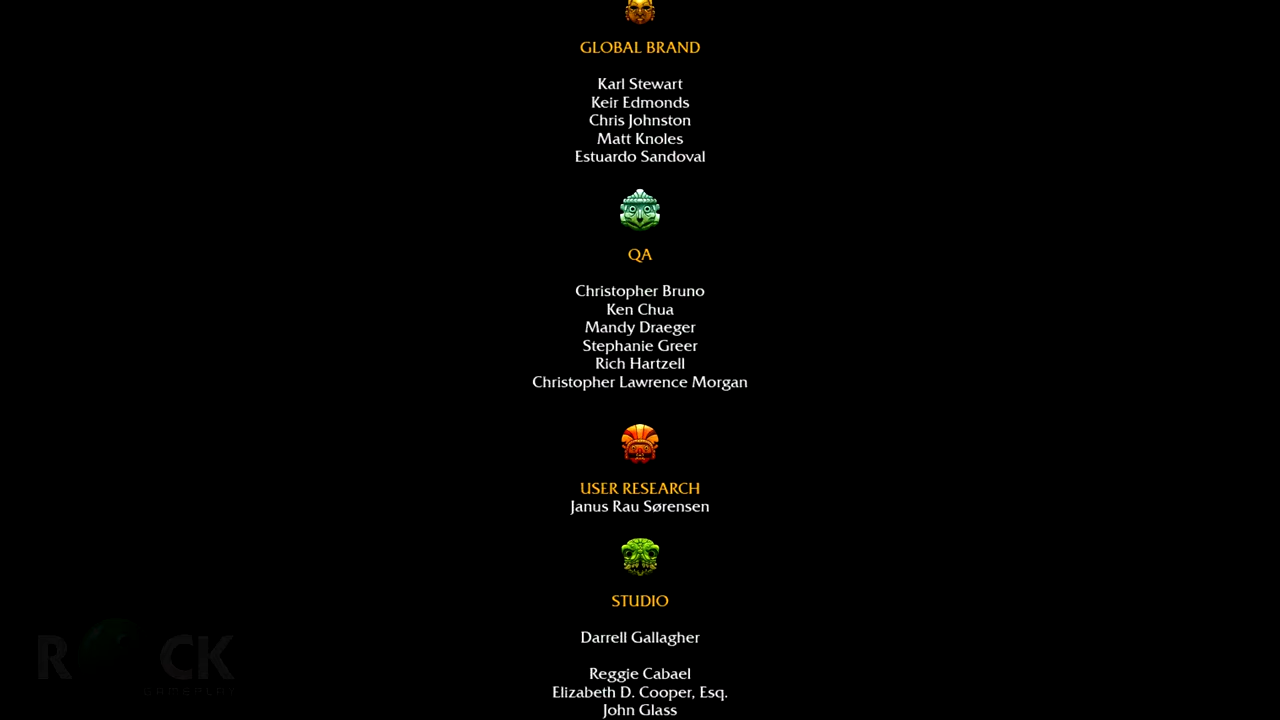 GLOBAL BRAND
Karl Stewart
Keir Edmonds
Chris Johnston
Matt Knoles
Estuardo Sandoval
QA
Christopher Bruno
Ken Chua
Mandy Draeger
Stephanie Greer
Rich Hartzell
Christopher Lawrence Morgan
USER RESEARCH
Janus Rau Sørensen
STUDIO
Darrell Gallagher
Reggie Cabael
Elizabeth D. Cooper, Esq.
John Glass
ROCK
GAMEPLAY